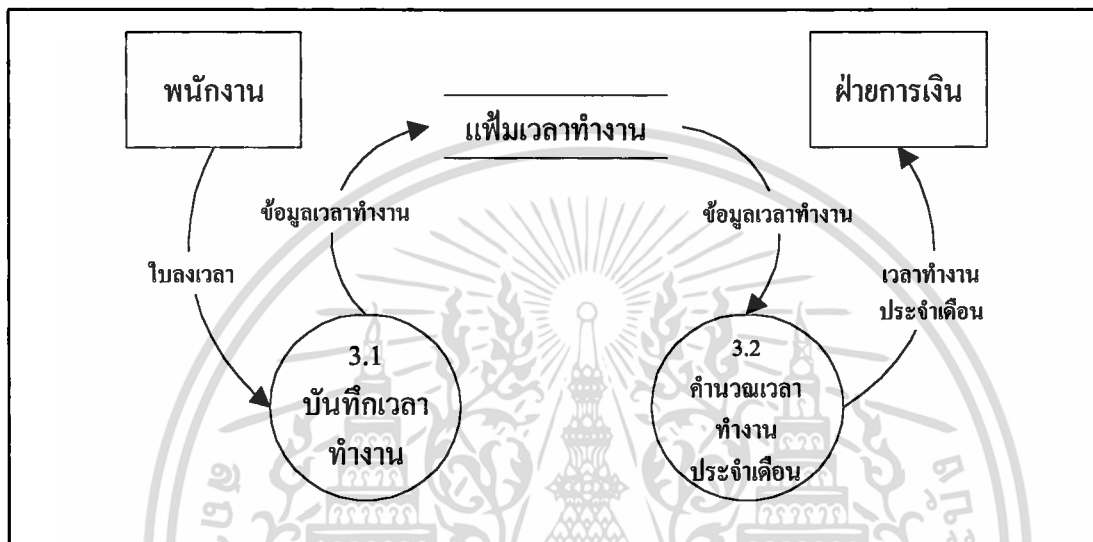 พนักงาน
แฟ้มเวลาทำงาน
ฝ่ายการเงิน
ข้อมูลเวลาทำงาน
ข้อมูลเวลาทำงาน
ใบลงเวลา
เวลาทำงาน
ประจำเดือน
3.1
บันทึกเวลา
ทำงาน
3.2
คำนวณเวลา
ทำงาน
ประจำเดือน